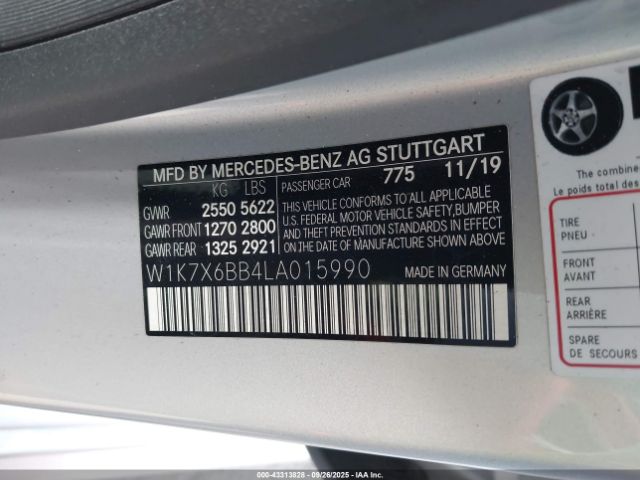 MFD BY MERCEDES-BENZ AG STUTTGART
KG LBS
PASSENGER CAR 775 11/19
GVWR 2550 5622
GAWR FRONT 1270 2800
GAWR REAR 1325 2921
THIS VEHICLE CONFORMS TO ALL APPLICABLE
U.S. FEDERAL MOTOR VEHICLE SAFETY,BUMPER
AND THEFT PREVENTION STANDARDS IN EFFECT
ON THE DATE OF MANUFACTURE SHOWN ABOVE.
W1K7X6BB4LA015990
MADE IN GERMANY
The combine
Le poids total des
TIRE
PNEU
FRONT
AVANT
REAR
ARRIÈRE
SPARE
DE SECOURS
000-43313828 - 09/26/2025 - IAAI.COM